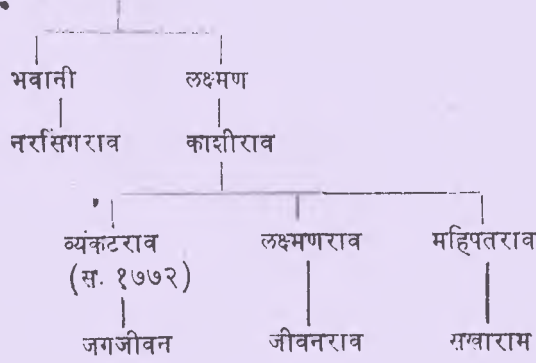 भवानी लक्ष्मण
नरसिंगराव काशीराव
व्यंकटराव लक्ष्मणराव महिपतराव
(स. १७७२)
जगजीवन जीवनराव सखाराम